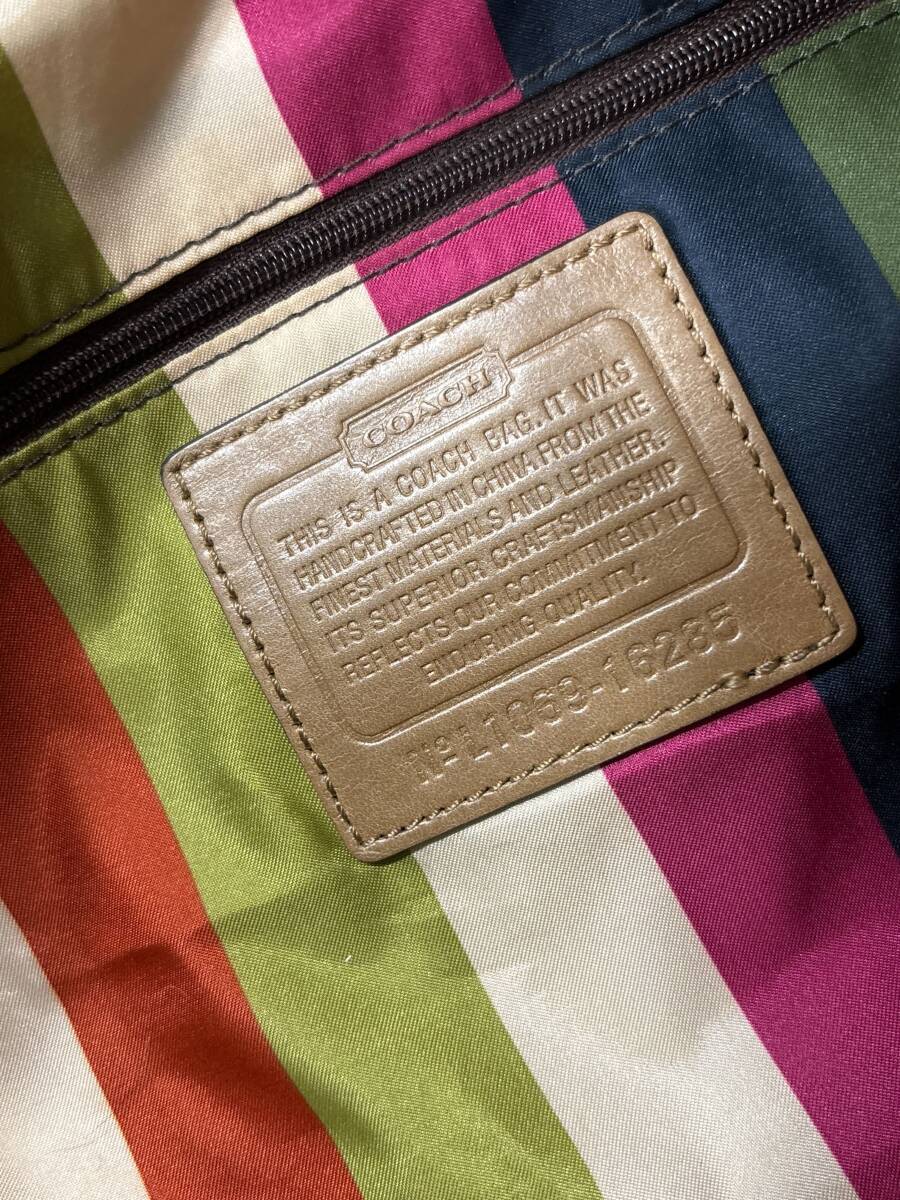 COACH
THIS IS A COACH BAG. IT WAS
HANDCRAFTED IN CHINA FROM THE
FINEST MATERIALS AND LEATHER.
ITS SUPERIOR CRAFTSMANSHIP
REFLECTS OUR COMMITMENT TO
ENDURING QUALITY.
Nº L1069-16285